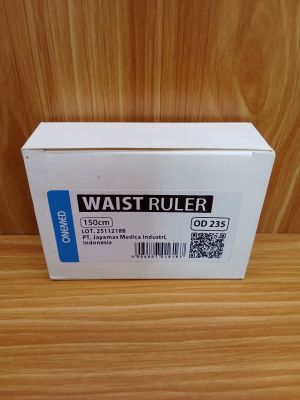 ONEMED
WAIST RULER
150cm
OD 235
LOT. 25112188
PT. Jayamas Medica Industri,
Indonesia